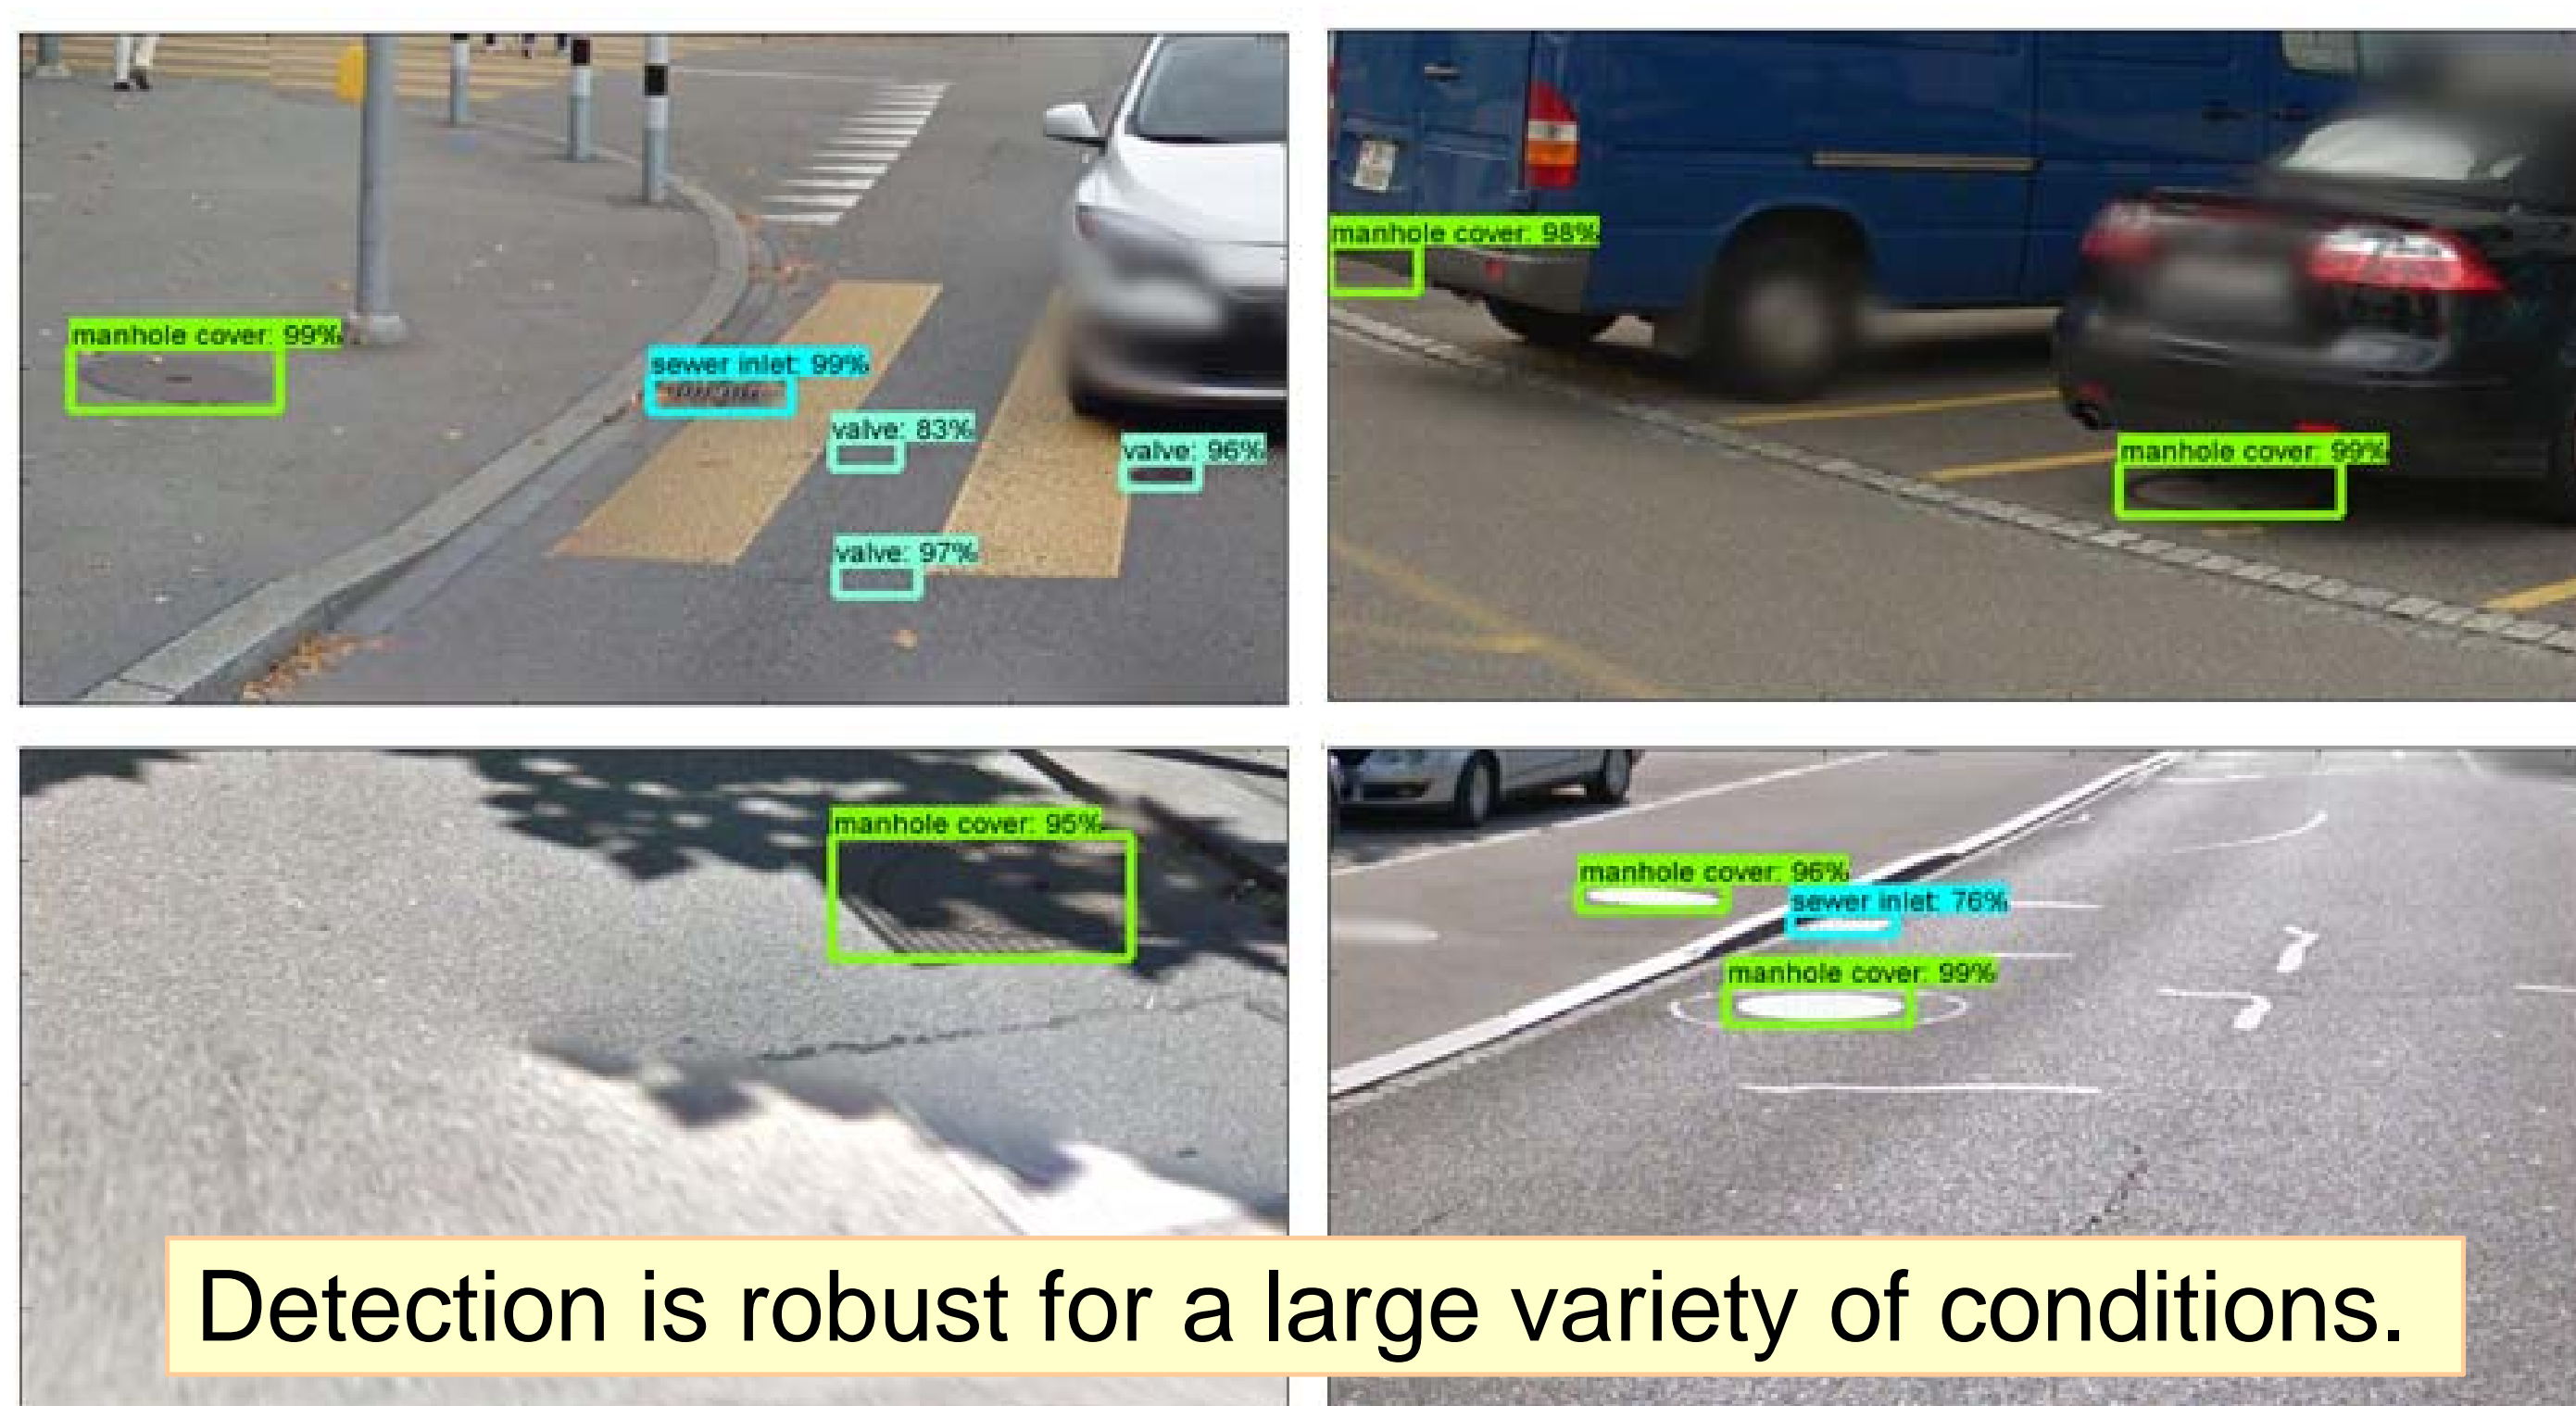 manhole cover: 99%
sewer inlet: 99%
valve: 83%
valve: 96%
valve: 97%
manhole cover: 98%
manhole cover: 99%
manhole cover: 95%
manhole cover: 96%
sewer inlet: 76%
manhole cover: 99%
Detection is robust for a large variety of conditions.